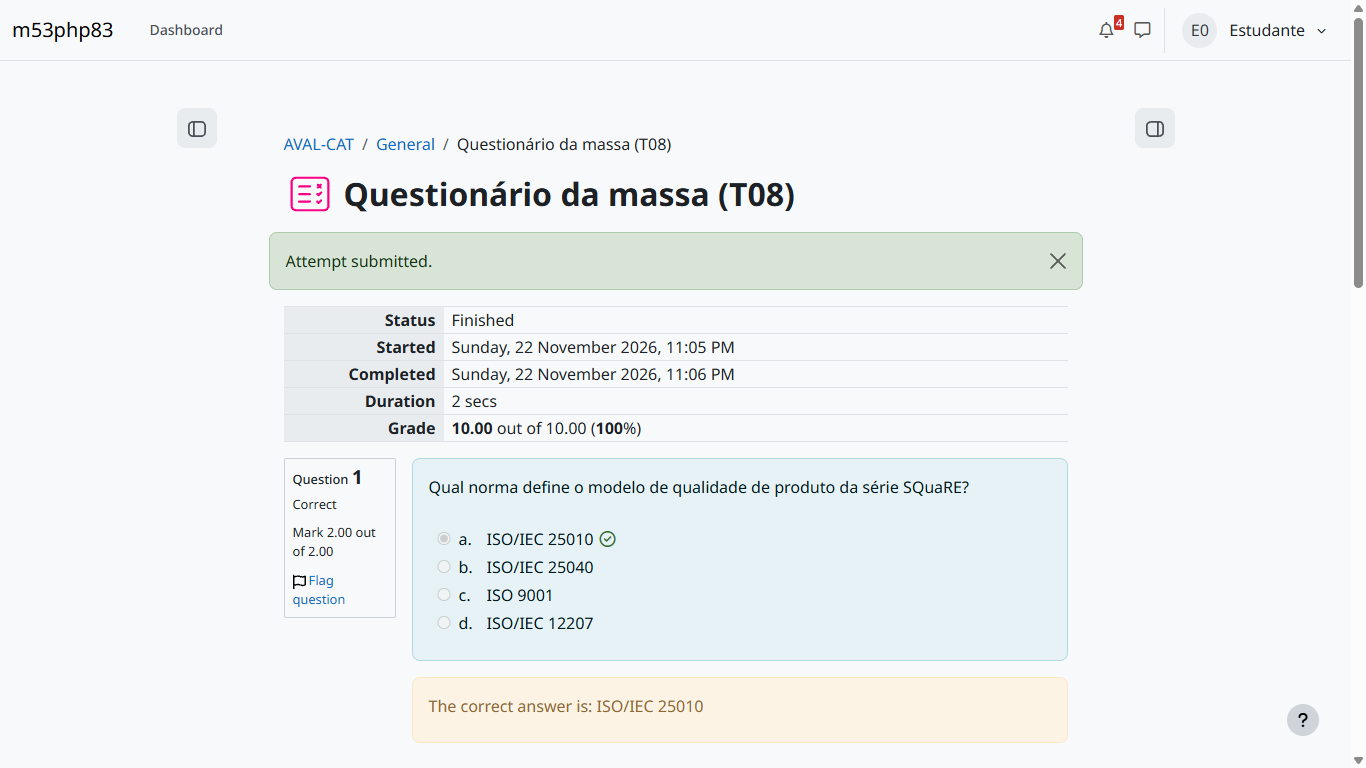 m53php83 Dashboard 4 E0 Estudante
AVAL-CAT / General / Questionário da massa (T08)
Questionário da massa (T08)
Attempt submitted.
Status Finished
Started Sunday, 22 November 2026, 11:05 PM
Completed Sunday, 22 November 2026, 11:06 PM
Duration 2 secs
Grade 10.00 out of 10.00 (100%)
Question 1
Correct
Mark 2.00 out
of 2.00
Flag
question
Qual norma define o modelo de qualidade de produto da série SQuaRE?
a. ISO/IEC 25010
b. ISO/IEC 25040
c. ISO 9001
d. ISO/IEC 12207
The correct answer is: ISO/IEC 25010
?